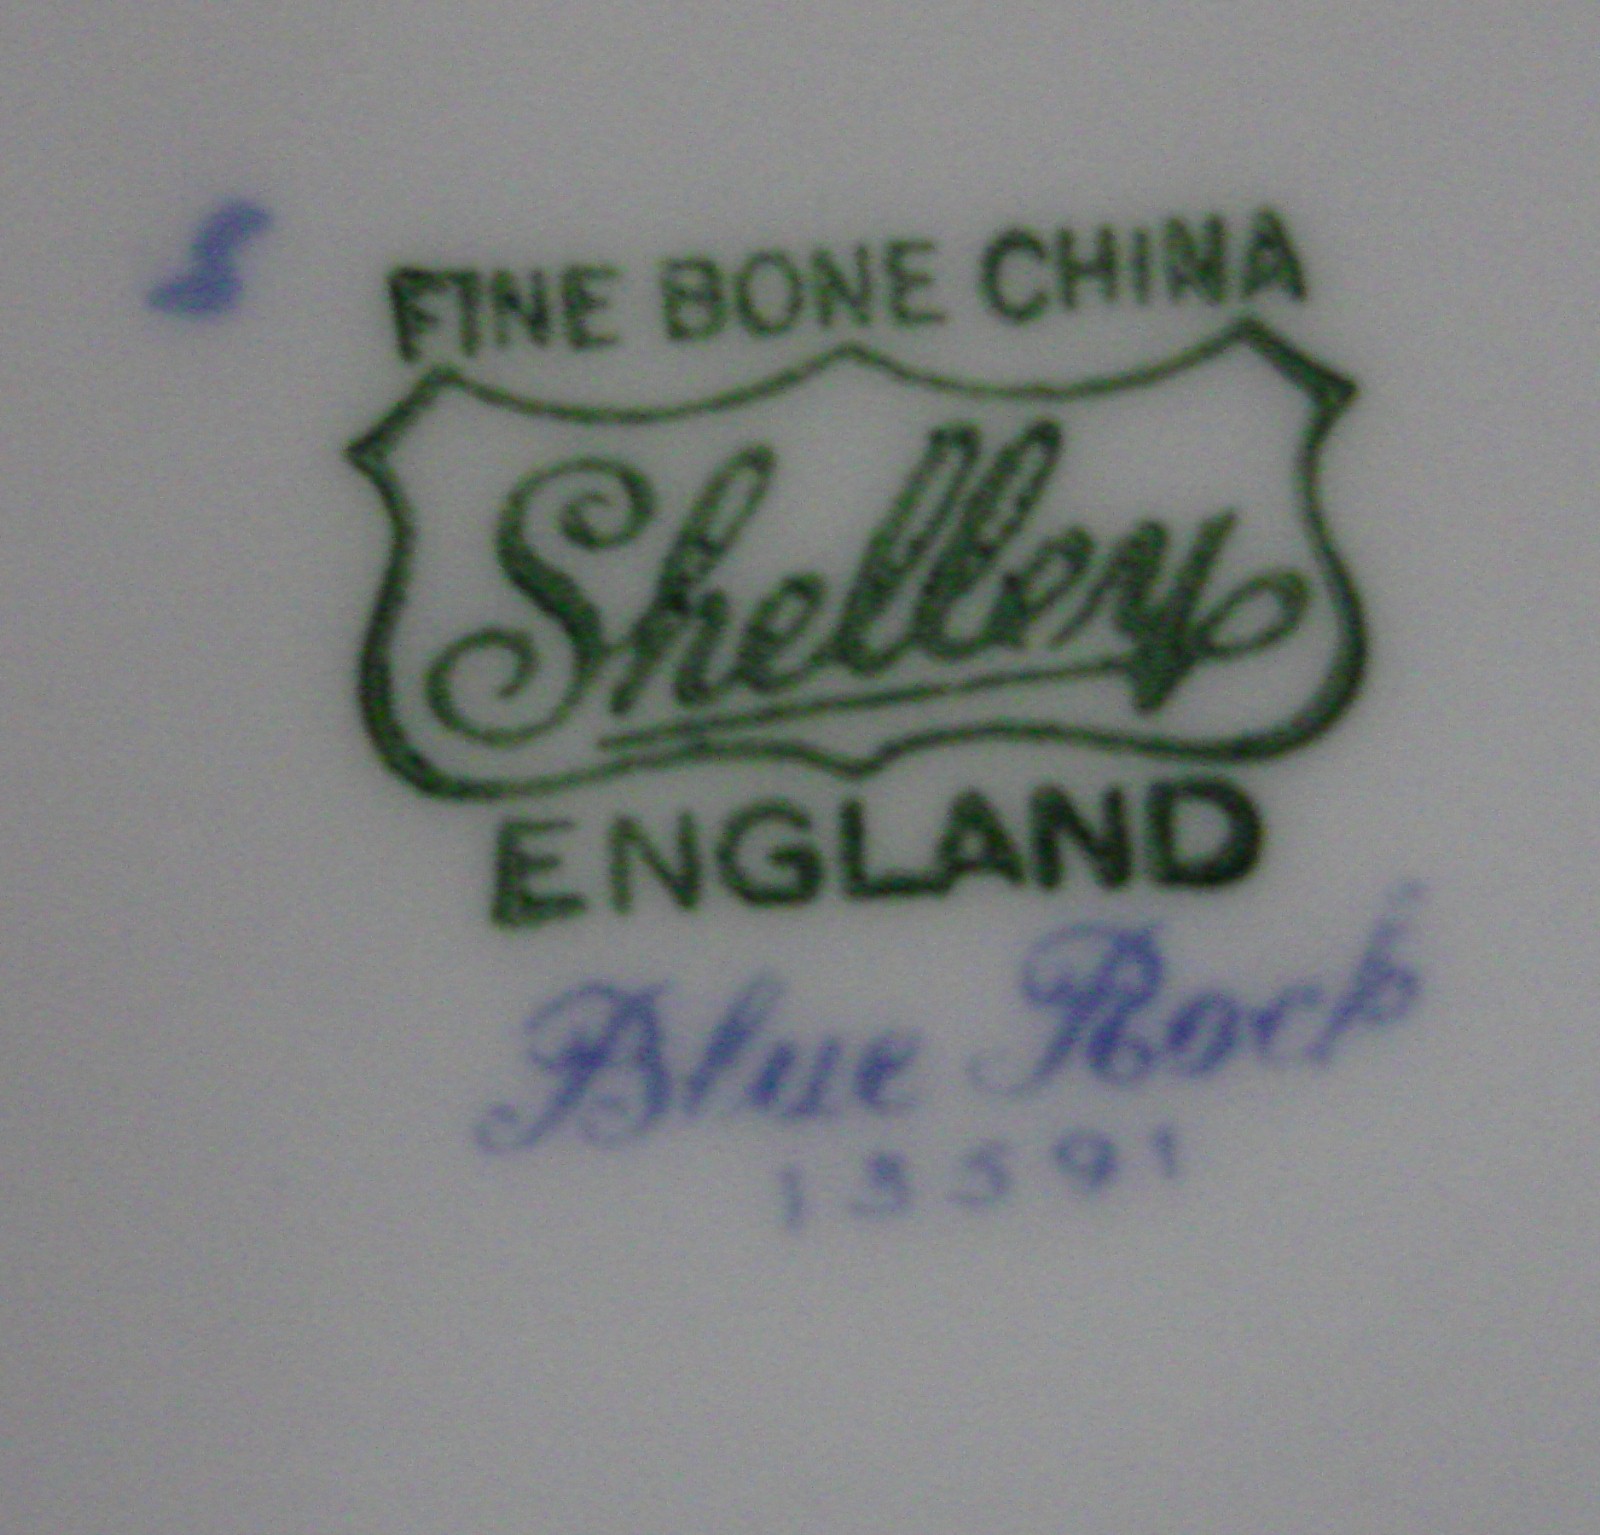 S
FINE BONE CHINA
Shelley
ENGLAND
Blue Rock
13591